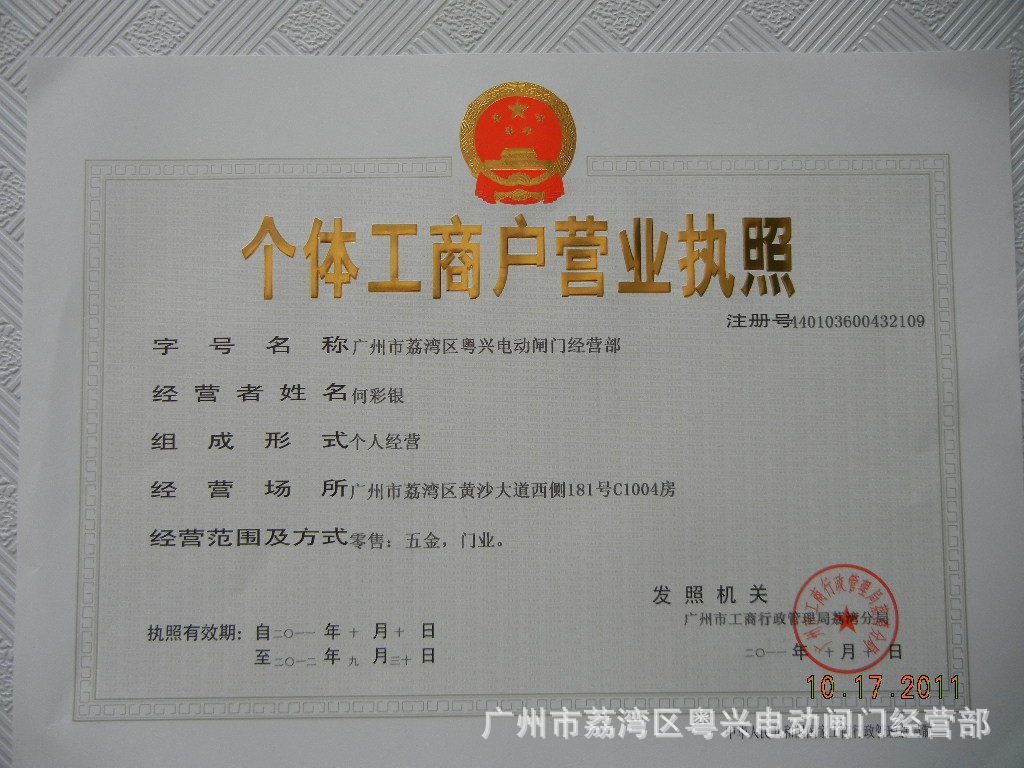 个体工商户营业执照
注册号440103600432109
字号名称 广州市荔湾区粤兴电动闸门经营部
经营者姓名 何彩银
组成形式 个人经营
经营场所 广州市荔湾区黄沙大道西侧181号C1004房
经营范围及方式 零售：五金，门业。
发照机关
广州市工商行政管理局荔湾分局
执照有效期：自二〇一一年十月十日
至二〇一二年九月三十日
二〇一一年十月十日
10.17.2011
广州市荔湾区粤兴电动闸门经营部